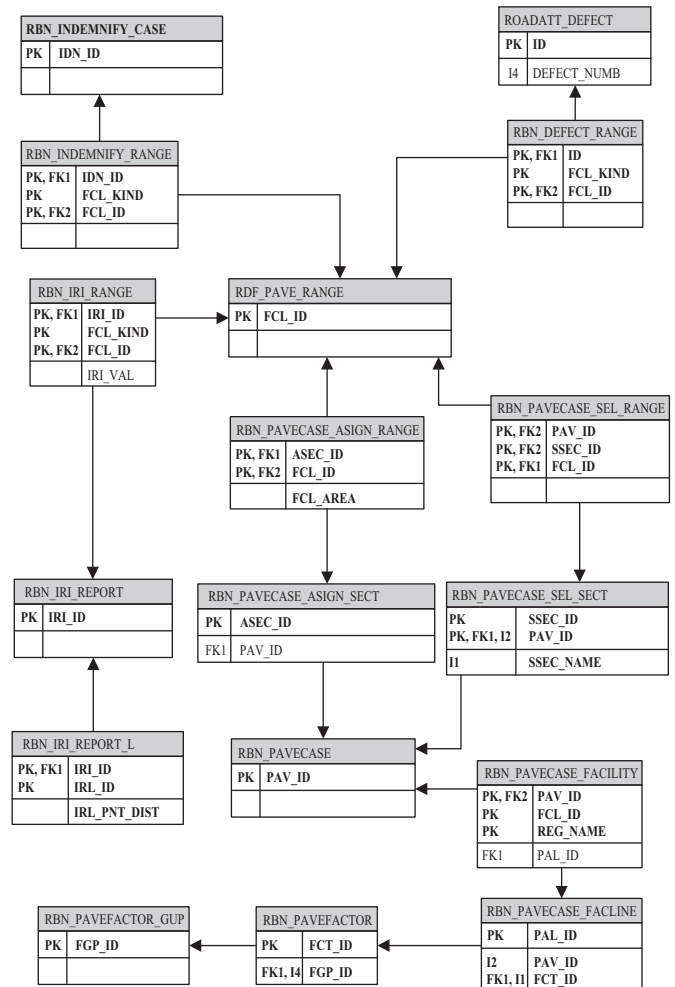 RBN_INDEMNIFY_CASE
PK IDN_ID
ROADATT_DEFECT
PK ID
I4 DEFECT_NUMB
RBN_INDEMNIFY_RANGE
PK, FK1 IDN_ID
PK FCL_KIND
PK, FK2 FCL_ID
RBN_DEFECT_RANGE
PK, FK1 ID
PK FCL_KIND
PK, FK2 FCL_ID
RBN_IRI_RANGE
PK, FK1 IRI_ID
PK FCL_KIND
PK, FK2 FCL_ID
IRI_VAL
RDF_PAVE_RANGE
PK FCL_ID
RBN_PAVECASE_ASIGN_RANGE
PK, FK1 ASEC_ID
PK, FK2 FCL_ID
FCL_AREA
RBN_PAVECASE_SEL_RANGE
PK, FK2 PAV_ID
PK, FK2 SSEC_ID
PK, FK1 FCL_ID
RBN_IRI_REPORT
PK IRI_ID
RBN_PAVECASE_ASIGN_SECT
PK ASEC_ID
FK1 PAV_ID
RBN_PAVECASE_SEL_SECT
PK SSEC_ID
PK, FK1, I2 PAV_ID
I1 SSEC_NAME
RBN_IRI_REPORT_L
PK, FK1 IRI_ID
PK IRL_ID
IRL_PNT_DIST
RBN_PAVECASE
PK PAV_ID
RBN_PAVECASE_FACILITY
PK, FK2 PAV_ID
PK FCL_ID
PK REG_NAME
FK1 PAL_ID
RBN_PAVEFACTOR_GUP
PK FGP_ID
RBN_PAVEFACTOR
PK FCT_ID
FK1, I4 FGP_ID
RBN_PAVECASE_FACLINE
PK PAL_ID
I2 PAV_ID
FK1, I1 FCT_ID